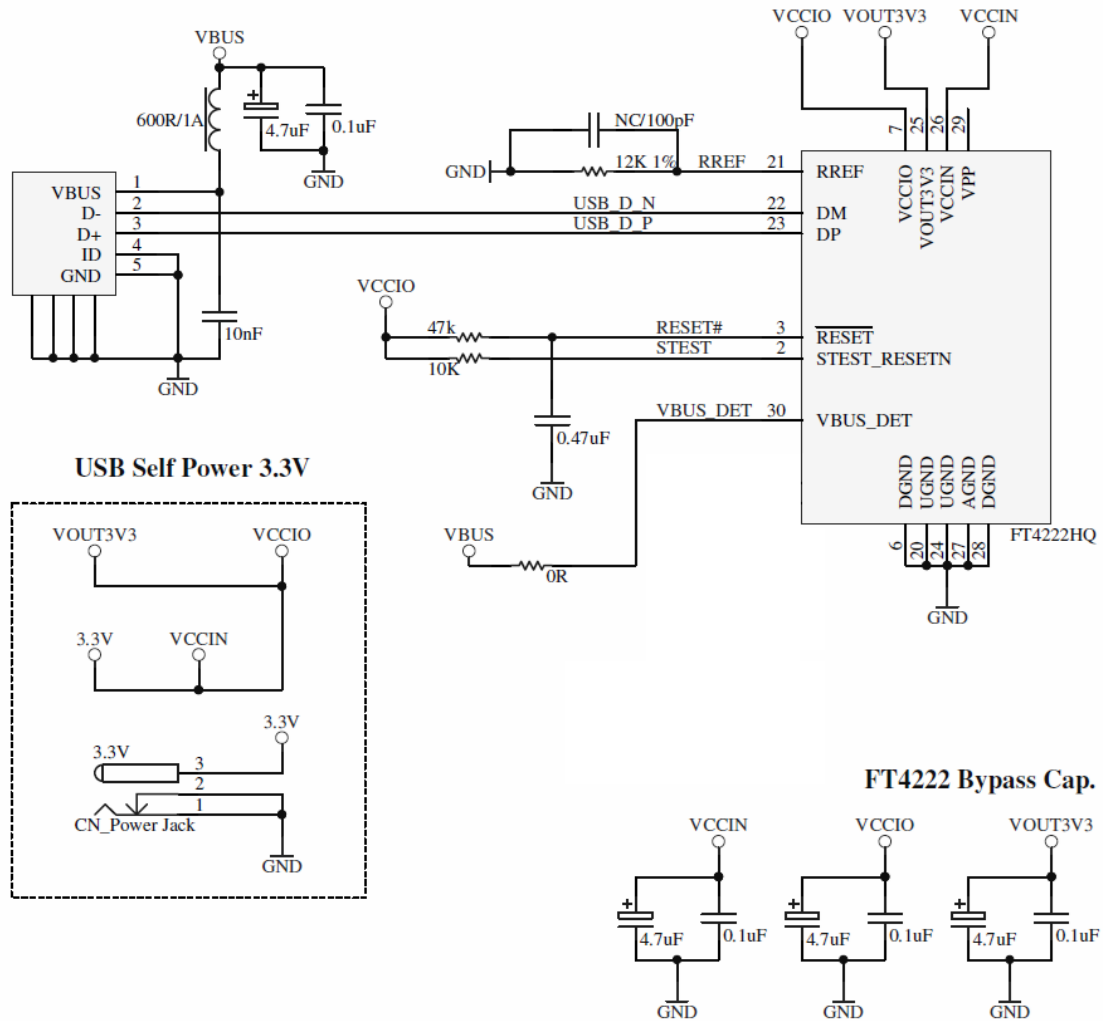 VCCIO VOUT3V3 VCCIN
VBUS
600R/1A
+
4.7uF 0.1uF
GND
NC/100pF
GND 12K 1% RREF 21 RREF
7 25 26 29
VCCIO VOUT3V3 VCCIN VPP
VBUS 1
D- 2 USB_D_N 22 DM
D+ 3 USB_D_P 23 DP
ID 4
GND 5
10nF
GND
VCCIO
47k RESET# 3 RESET
10K STEST 2 STEST_RESETN
0.47uF
GND
VBUS_DET 30 VBUS_DET
DGND UGND UGND AGND DGND
6 20 24 27 28
FT4222HQ
GND
VBUS
0R
USB Self Power 3.3V
VOUT3V3 VCCIO
3.3V VCCIN
3.3V
3.3V 3
2
1
CN_Power Jack
GND
FT4222 Bypass Cap.
VCCIN VCCIO VOUT3V3
+ + +
4.7uF 0.1uF 4.7uF 0.1uF 4.7uF 0.1uF
GND GND GND